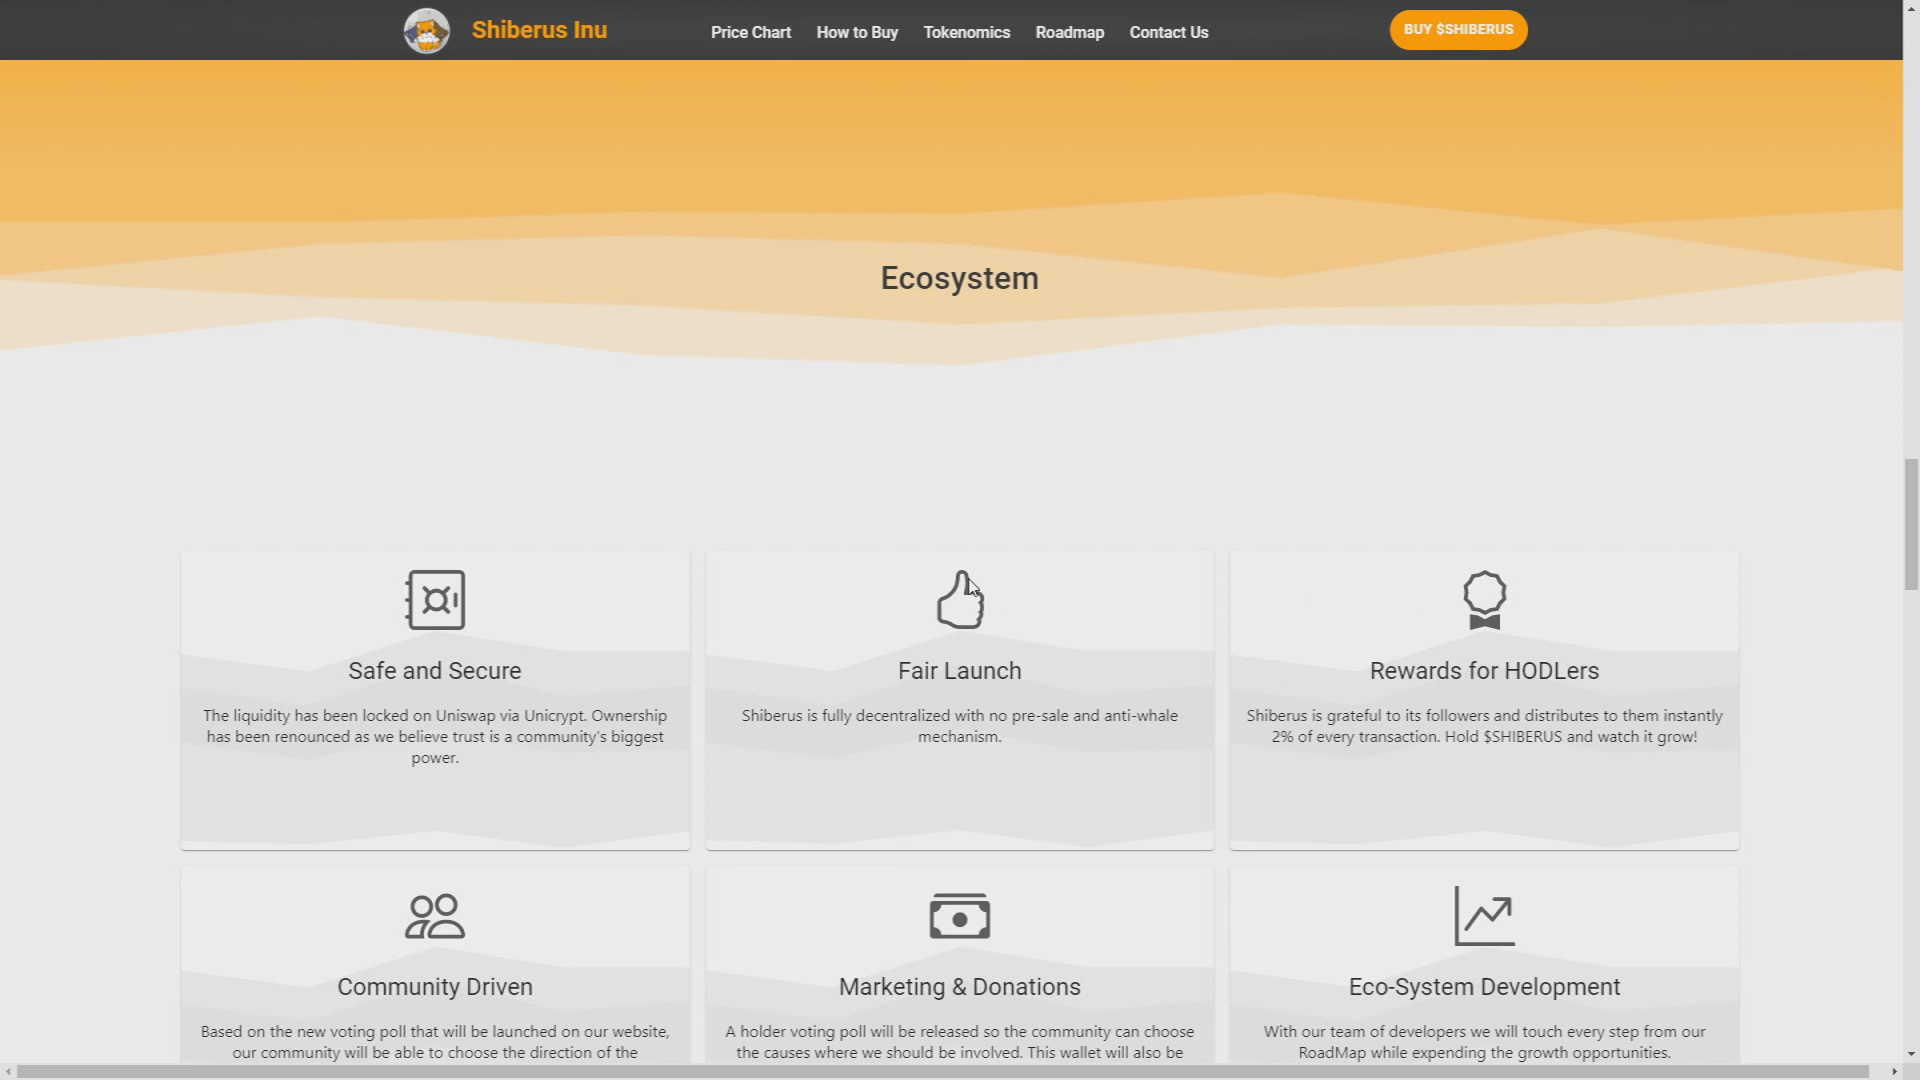 Shiberus Inu
Price Chart
How to Buy
Tokenomics
Roadmap
Contact Us
BUY $SHIBERUS
Ecosystem
Safe and Secure
The liquidity has been locked on Uniswap via Unicrypt. Ownership
has been renounced as we believe trust is a community's biggest
power.
Fair Launch
Shiberus is fully decentralized with no pre-sale and anti-whale
mechanism.
Rewards for HODLers
Shiberus is grateful to its followers and distributes to them instantly
2% of every transaction. Hold $SHIBERUS and watch it grow!
Community Driven
Based on the new voting poll that will be launched on our website,
our community will be able to choose the direction of the
Marketing & Donations
A holder voting poll will be released so the community can choose
the causes where we should be involved. This wallet will also be
Eco-System Development
With our team of developers we will touch every step from our
RoadMap while expending the growth opportunities.